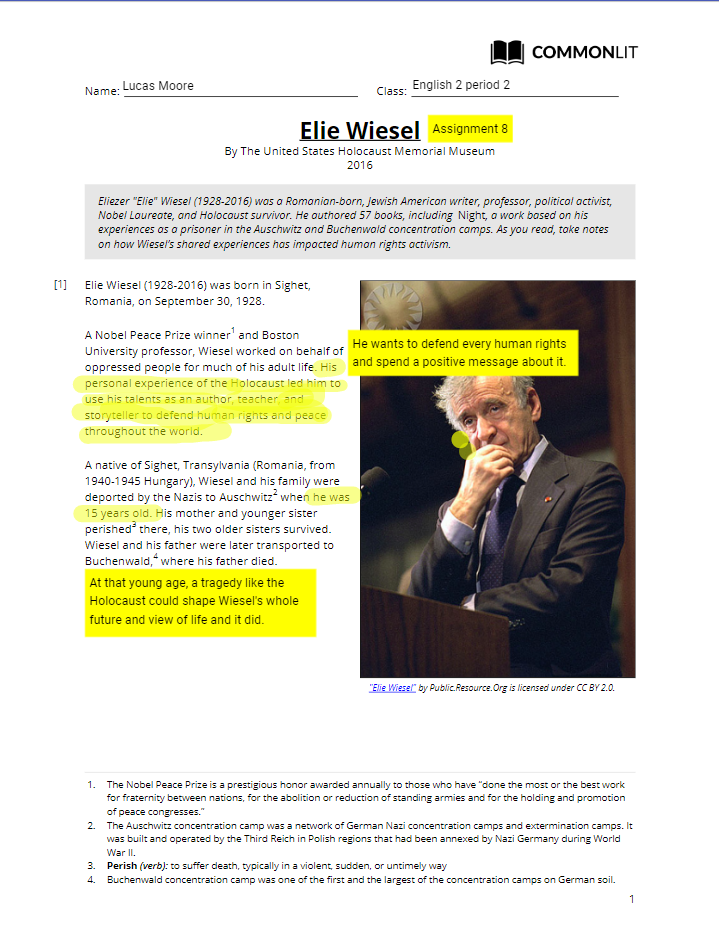 COMMONLIT
Name: Lucas Moore
Class: English 2 period 2
Elie Wiesel
Assignment 8
By The United States Holocaust Memorial Museum
2016
Eliezer "Elie" Wiesel (1928-2016) was a Romanian-born, Jewish American writer, professor, political activist,
Nobel Laureate, and Holocaust survivor. He authored 57 books, including Night, a work based on his
experiences as a prisoner in the Auschwitz and Buchenwald concentration camps. As you read, take notes
on how Wiesel's shared experiences has impacted human rights activism.
[1] Elie Wiesel (1928-2016) was born in Sighet,
Romania, on September 30, 1928.
A Nobel Peace Prize winner1 and Boston
University professor, Wiesel worked on behalf of
oppressed people for much of his adult life. His
personal experience of the Holocaust led him to
use his talents as an author, teacher, and
storyteller to defend human rights and peace
throughout the world.
He wants to defend every human rights
and spend a positive message about it.
A native of Sighet, Transylvania (Romania, from
1940-1945 Hungary), Wiesel and his family were
deported by the Nazis to Auschwitz2 when he was
15 years old. His mother and younger sister
perished3 there, his two older sisters survived.
Wiesel and his father were later transported to
Buchenwald,4 where his father died.
At that young age, a tragedy like the
Holocaust could shape Wiesel's whole
future and view of life and it did.
"Elie Wiesel" by Public.Resource.Org is licensed under CC BY 2.0.
1. The Nobel Peace Prize is a prestigious honor awarded annually to those who have "done the most or the best work
for fraternity between nations, for the abolition or reduction of standing armies and for the holding and promotion
of peace congresses."
2. The Auschwitz concentration camp was a network of German Nazi concentration camps and extermination camps. It
was built and operated by the Third Reich in Polish regions that had been annexed by Nazi Germany during World
War II.
3. Perish (verb): to suffer death, typically in a violent, sudden, or untimely way
4. Buchenwald concentration camp was one of the first and the largest of the concentration camps on German soil.
1